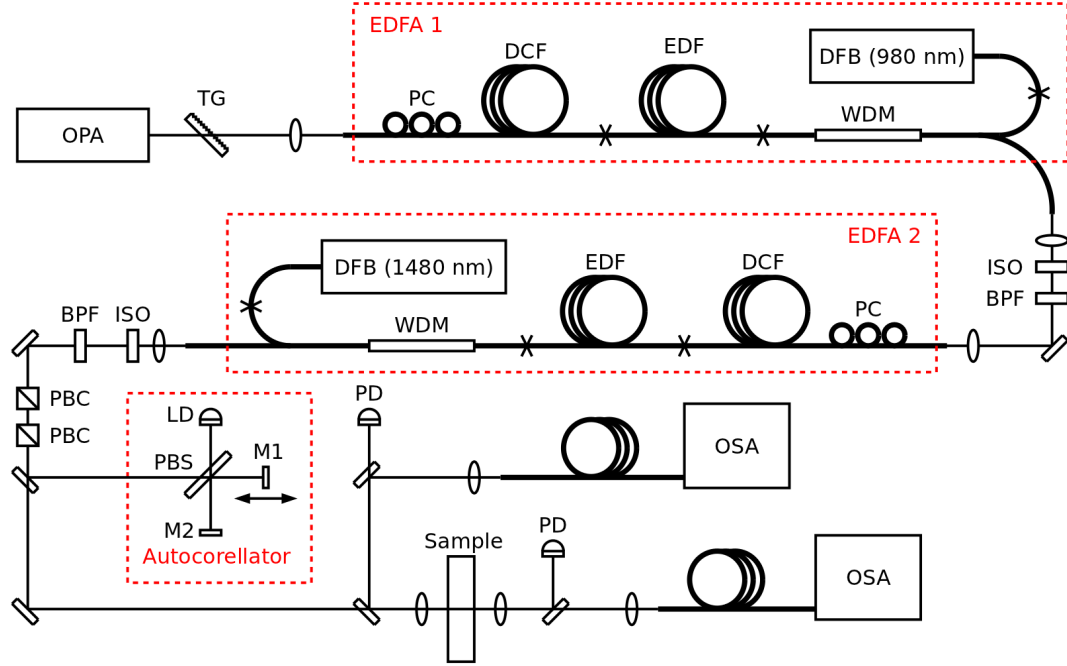 EDFA 1
DCF
EDF
DFB (980 nm)
TG
PC
WDM
OPA
EDFA 2
DFB (1480 nm)
EDF
DCF
ISO
BPF
BPF
ISO
WDM
PC
PBC
PBC
LD
PD
PBS
M1
OSA
M2
Autocorellator
Sample
PD
OSA